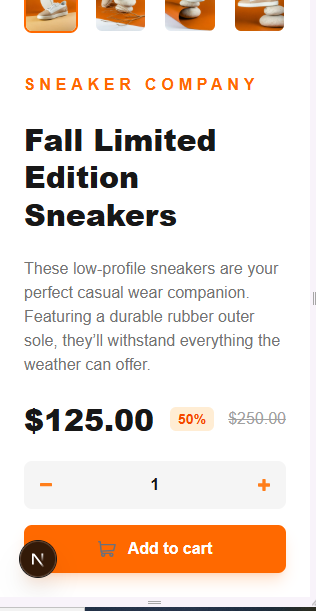 SNEAKER COMPANY
Fall Limited
Edition
Sneakers
These low-profile sneakers are your
perfect casual wear companion.
Featuring a durable rubber outer
sole, they’ll withstand everything the
weather can offer.
$125.00 50% $250.00
− 1 +
Add to cart
N